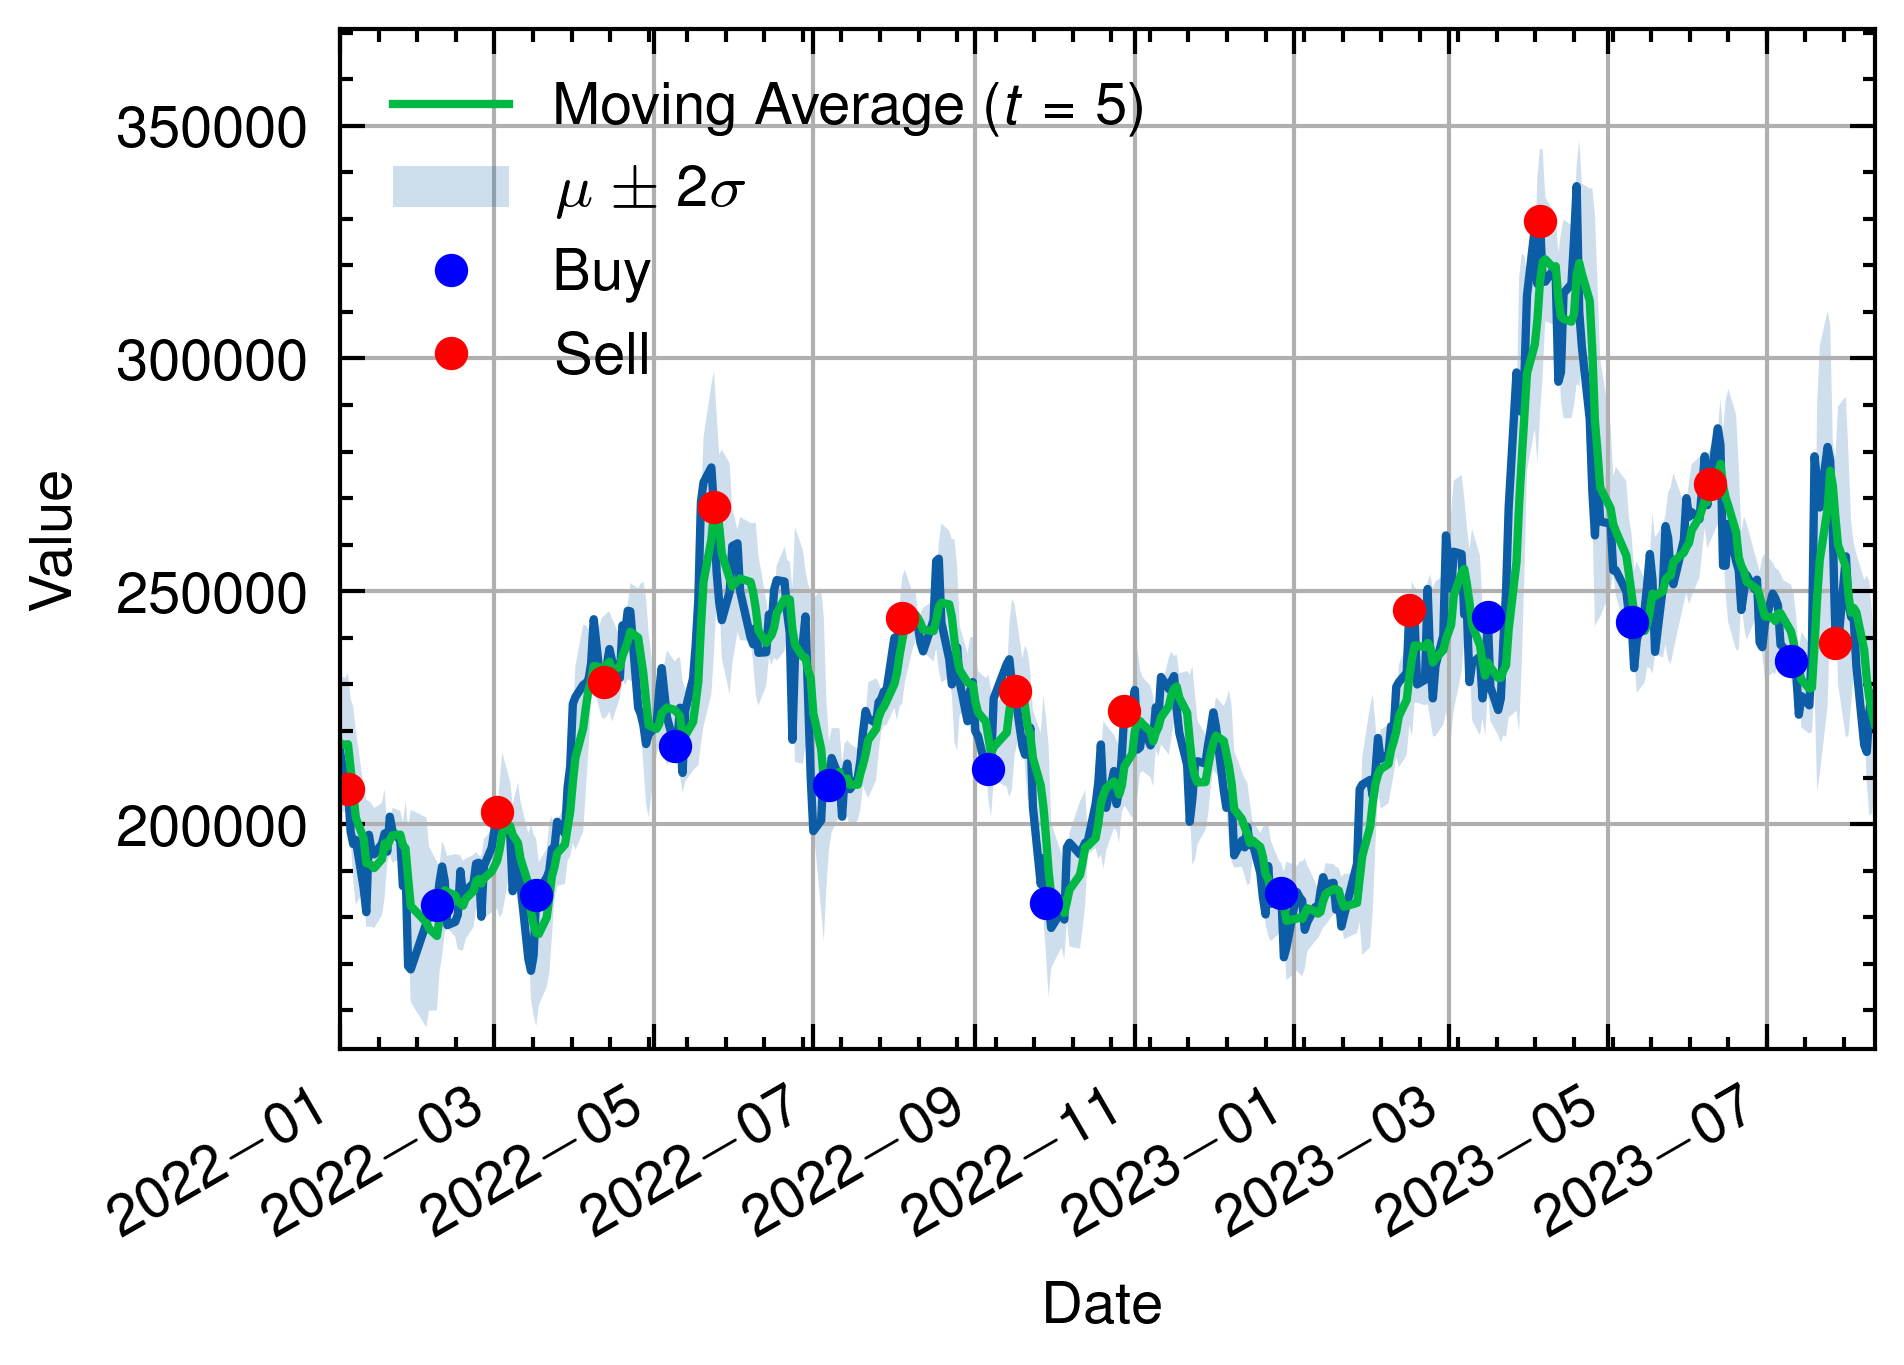 Moving Average (t = 5)
μ ± 2σ
Buy
Sell
350000
300000
250000
200000
Value
2022–01
2022–03
2022–05
2022–07
2022–09
2022–11
2023–01
2023–03
2023–05
2023–07
Date